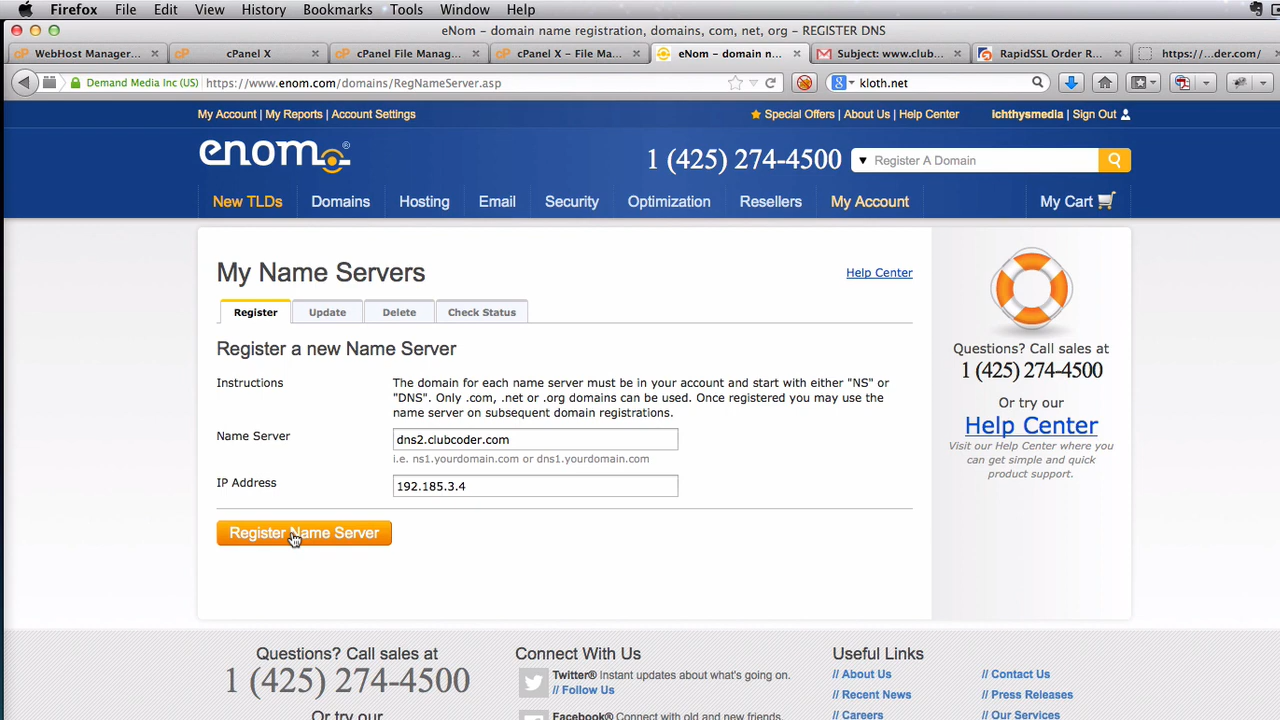 Firefox File Edit View History Bookmarks Tools Window Help
eNom - domain name registration, domains, com, net, org - REGISTER DNS
WebHost Manager... cPanel X cPanel File Manag... cPanel X - File Ma... eNom - domain n... Subject: www.club... RapidSSL Order R... https://...der.com/
Demand Media Inc (US) https://www.enom.com/domains/RegNameServer.asp kloth.net
My Account | My Reports | Account Settings Special Offers | About Us | Help Center ichthysmedia | Sign Out
enom® 1 (425) 274-4500 Register A Domain
New TLDs Domains Hosting Email Security Optimization Resellers My Account My Cart
My Name Servers Help Center
Register Update Delete Check Status
Register a new Name Server
Instructions The domain for each name server must be in your account and start with either "NS" or
"DNS". Only .com, .net or .org domains can be used. Once registered you may use the
name server on subsequent domain registrations.
Name Server dns2.clubcoder.com
i.e. ns1.yourdomain.com or dns1.yourdomain.com
IP Address 192.185.3.4
Register Name Server
Questions? Call sales at
1 (425) 274-4500
Or try our
Help Center
Visit our Help Center where you
can get simple and quick
product support.
Questions? Call sales at
1 (425) 274-4500
Or try our
Connect With Us
Twitter® Instant updates about what's going on.
// Follow Us
Facebook® Connect with old and new friends.
Useful Links
// About Us // Contact Us
// Recent News // Press Releases
// Careers // Our Services